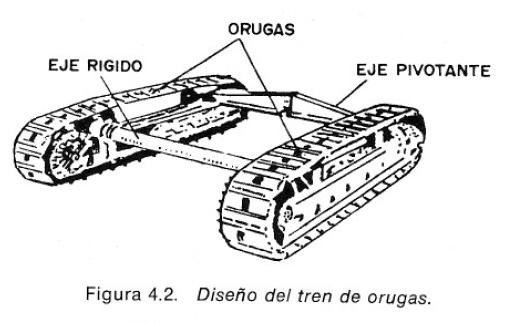 ORUGAS
EJE RIGIDO
EJE PIVOTANTE
Figura 4.2. Diseño del tren de orugas.